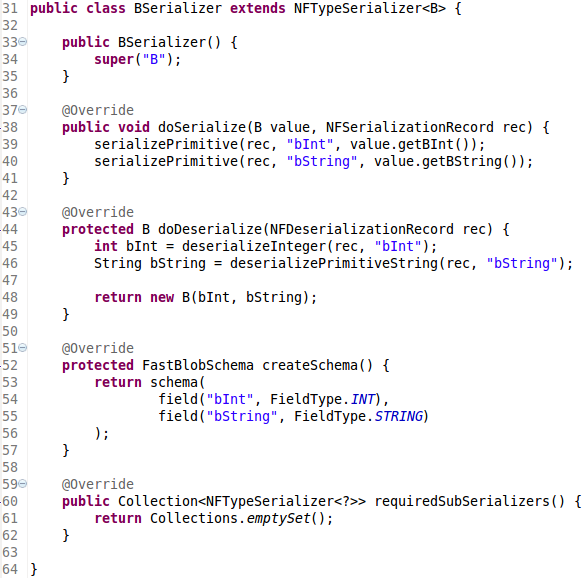 31 public class BSerializer extends NFTypeSerializer<B> {
32
33     public BSerializer() {
34         super("B");
35     }
36
37     @Override
38     public void doSerialize(B value, NFSerializationRecord rec) {
39         serializePrimitive(rec, "bInt", value.getBInt());
40         serializePrimitive(rec, "bString", value.getBString());
41     }
42
43     @Override
44     protected B doDeserialize(NFDeserializationRecord rec) {
45         int bInt = deserializeInteger(rec, "bInt");
46         String bString = deserializePrimitiveString(rec, "bString");
47
48         return new B(bInt, bString);
49     }
50
51     @Override
52     protected FastBlobSchema createSchema() {
53         return schema(
54                 field("bInt", FieldType.INT),
55                 field("bString", FieldType.STRING)
56         );
57     }
58
59     @Override
60     public Collection<NFTypeSerializer<?>> requiredSubSerializers() {
61         return Collections.emptySet();
62     }
63
64 }